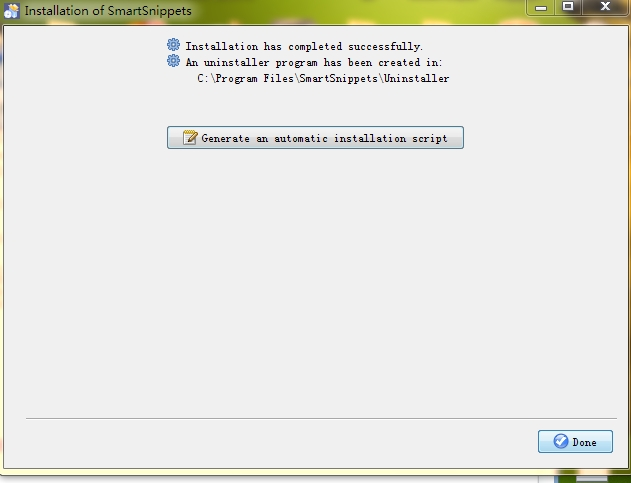 Installation of SmartSnippets
Installation has completed successfully.
An uninstaller program has been created in:
C:\Program Files\SmartSnippets\Uninstaller
Generate an automatic installation script
Done